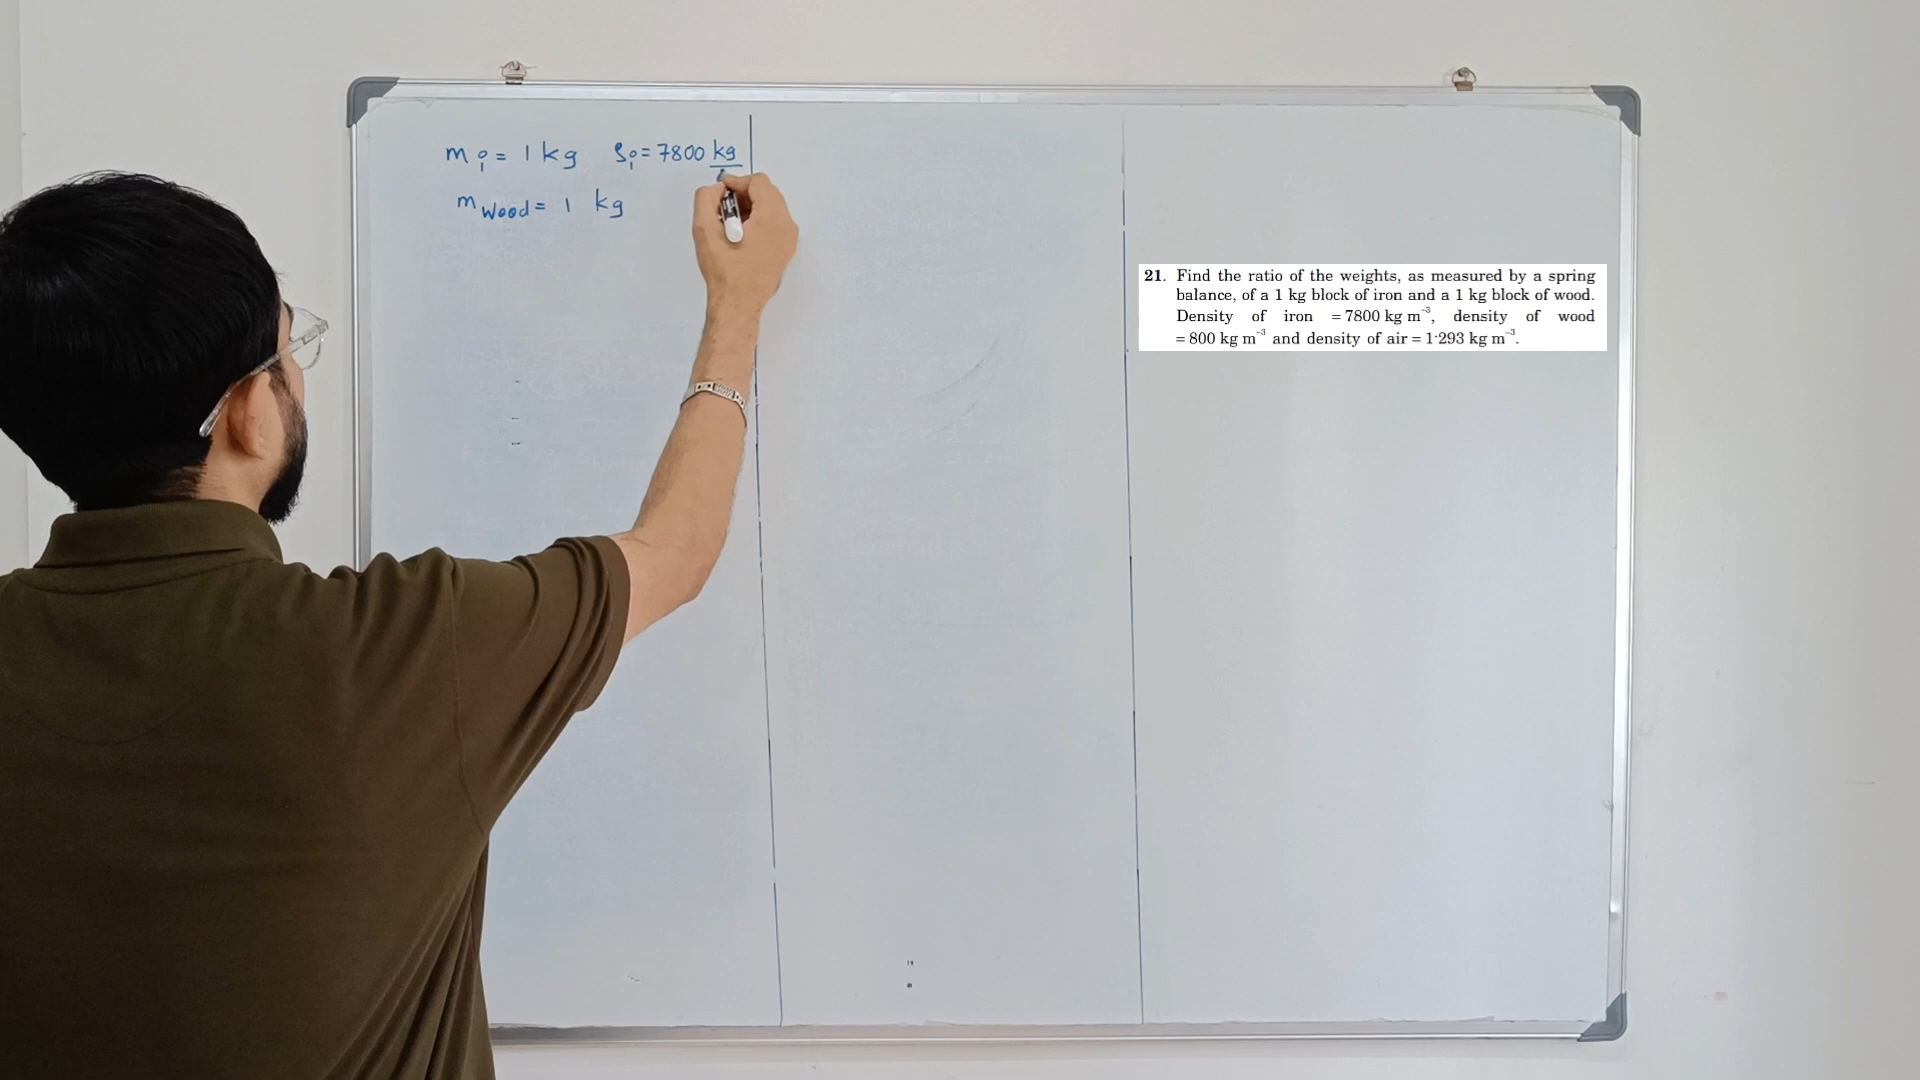 mi = 1 kg ρi = 7800 kg
m wood = 1 kg
21. Find the ratio of the weights, as measured by a spring
balance, of a 1 kg block of iron and a 1 kg block of wood.
Density of iron = 7800 kg m⁻³, density of wood
= 800 kg m⁻³ and density of air = 1·293 kg m⁻³.